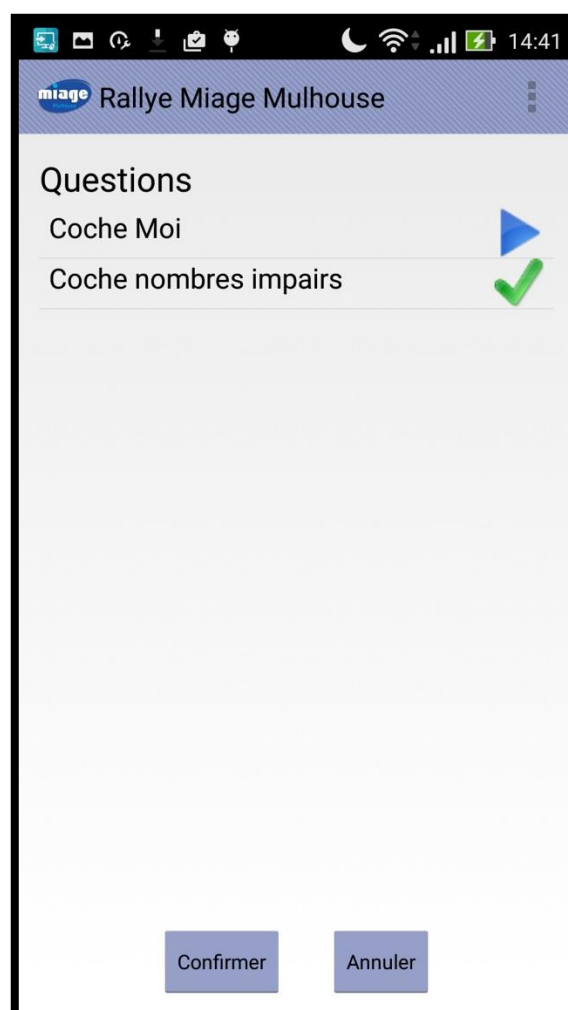 14:41
miage Rallye Miage Mulhouse
Questions
Coche Moi
Coche nombres impairs
Confirmer Annuler